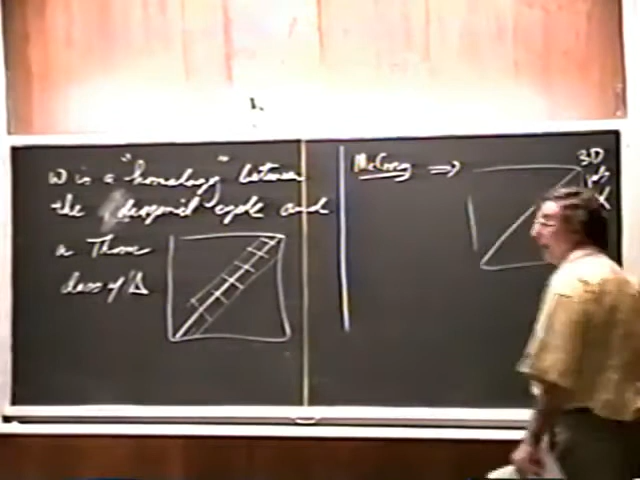 W is a "homology" between
the diagonal cycle and
a Thom
class of Δ
McCrory ⇒
3D